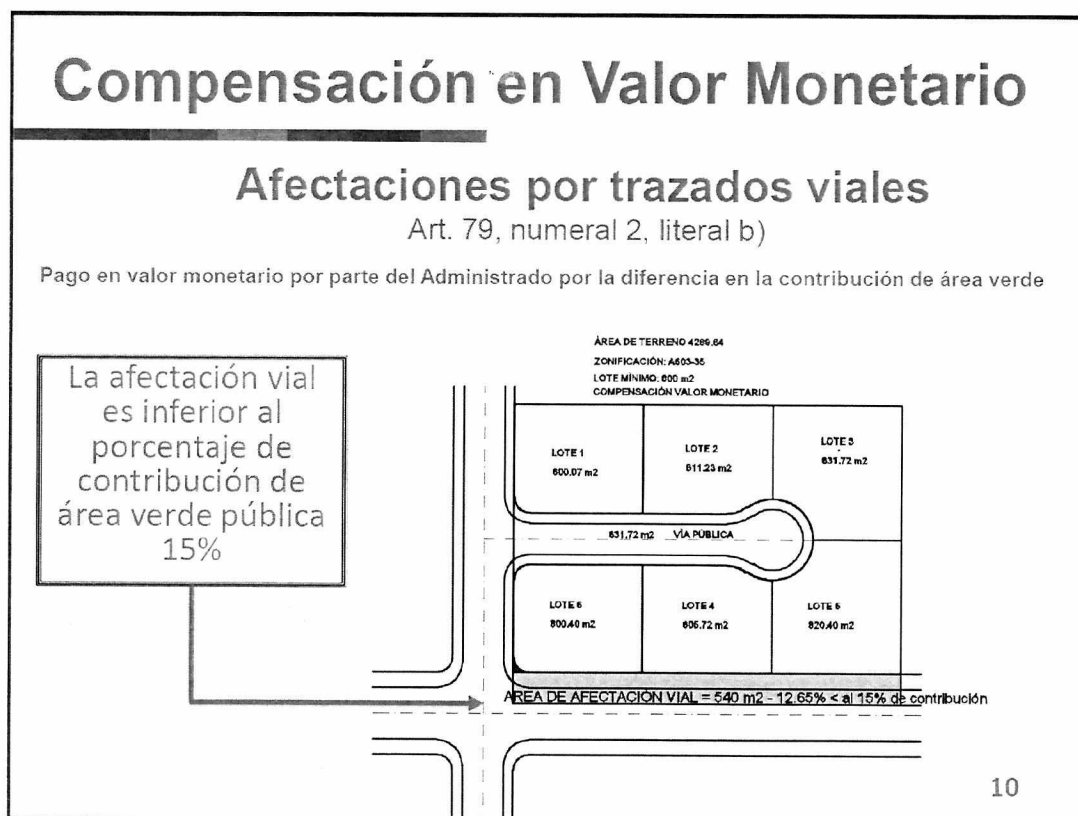 Compensación en Valor Monetario
Afectaciones por trazados viales
Art. 79, numeral 2, literal b)
Pago en valor monetario por parte del Administrado por la diferencia en la contribución de área verde
La afectación vial
es inferior al
porcentaje de
contribución de
área verde pública
15%
ÁREA DE TERRENO 4269.64
ZONIFICACIÓN: A603-35
LOTE MÍNIMO: 600 m2
COMPENSACIÓN VALOR MONETARIO
LOTE 1
600.07 m2
LOTE 2
611.23 m2
LOTE 3
631.72 m2
631.72 m2 VÍA PÚBLICA
LOTE 6
600.40 m2
LOTE 4
605.72 m2
LOTE 5
620.40 m2
AREA DE AFECTACIÓN VIAL = 540 m2 - 12.65% < al 15% de contribución
10